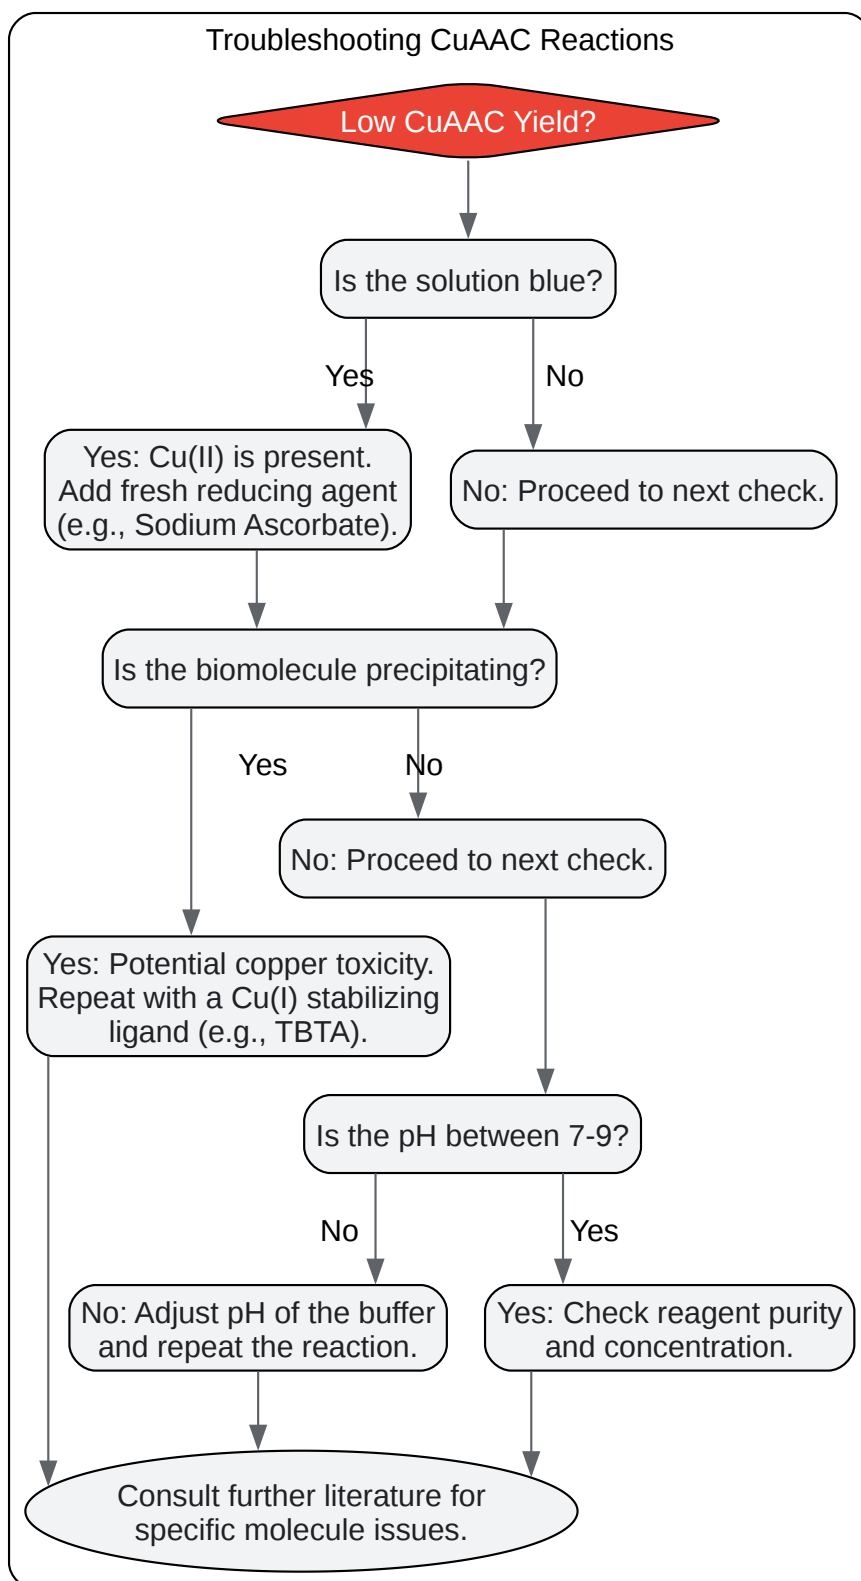 Troubleshooting CuAAC Reactions
Low CuAAC Yield?
Is the solution blue?
Yes
No
Yes: Cu(II) is present.
Add fresh reducing agent
(e.g., Sodium Ascorbate).
No: Proceed to next check.
Is the biomolecule precipitating?
Yes
No
No: Proceed to next check.
Yes: Potential copper toxicity.
Repeat with a Cu(I) stabilizing
ligand (e.g., TBTA).
Is the pH between 7-9?
No
Yes
No: Adjust pH of the buffer
and repeat the reaction.
Yes: Check reagent purity
and concentration.
Consult further literature for
specific molecule issues.